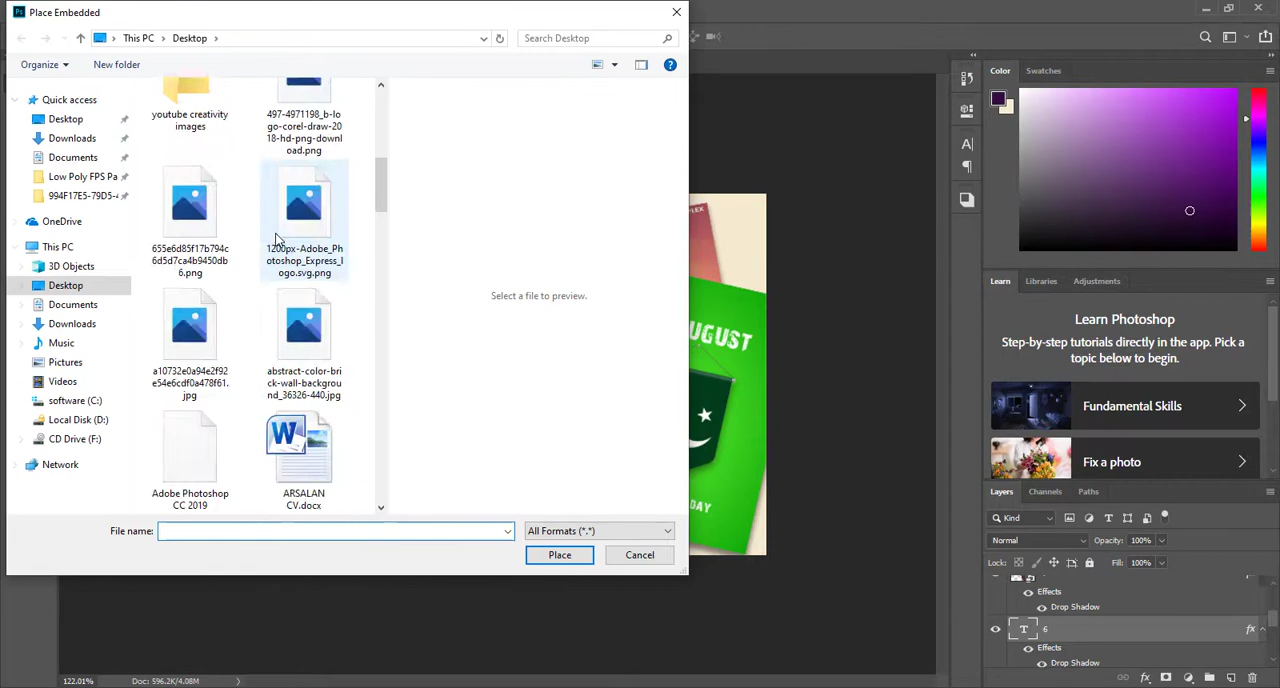 Place Embedded
This PC
Desktop
Search Desktop
Organize
New folder
Quick access
Desktop
Downloads
Documents
Low Poly FPS Pa
994F17E5-79D5-4
OneDrive
This PC
3D Objects
Desktop
Documents
Downloads
Music
Pictures
Videos
software (C:)
Local Disk (D:)
CD Drive (F:)
Network
youtube creativity
images
497-4971198_b-lo
go-corel-draw-20
18-hd-png-downl
oad.png
655e6d85f17b794c
6d5d7ca4b9450db
6.png
1200px-Adobe_Ph
otoshop_Express_l
ogo.svg.png
a10732e0a94e2f92
e54e6cdf0a478f61.
jpg
abstract-color-bri
ck-wall-backgrou
nd_36326-440.jpg
Adobe Photoshop
CC 2019
ARSALAN
CV.docx
Select a file to preview.
File name:
All Formats (*.*)
Place
Cancel
UGUST
DAY
Color
Swatches
Learn
Libraries
Adjustments
Learn Photoshop
Step-by-step tutorials directly in the app. Pick a
topic below to begin.
Fundamental Skills
Fix a photo
Layers
Channels
Paths
Kind
Normal
Opacity:
100%
Lock:
Fill:
100%
Effects
Drop Shadow
T
6
fx
Effects
Drop Shadow
122.01%
Doc: 596.2K/4.08M